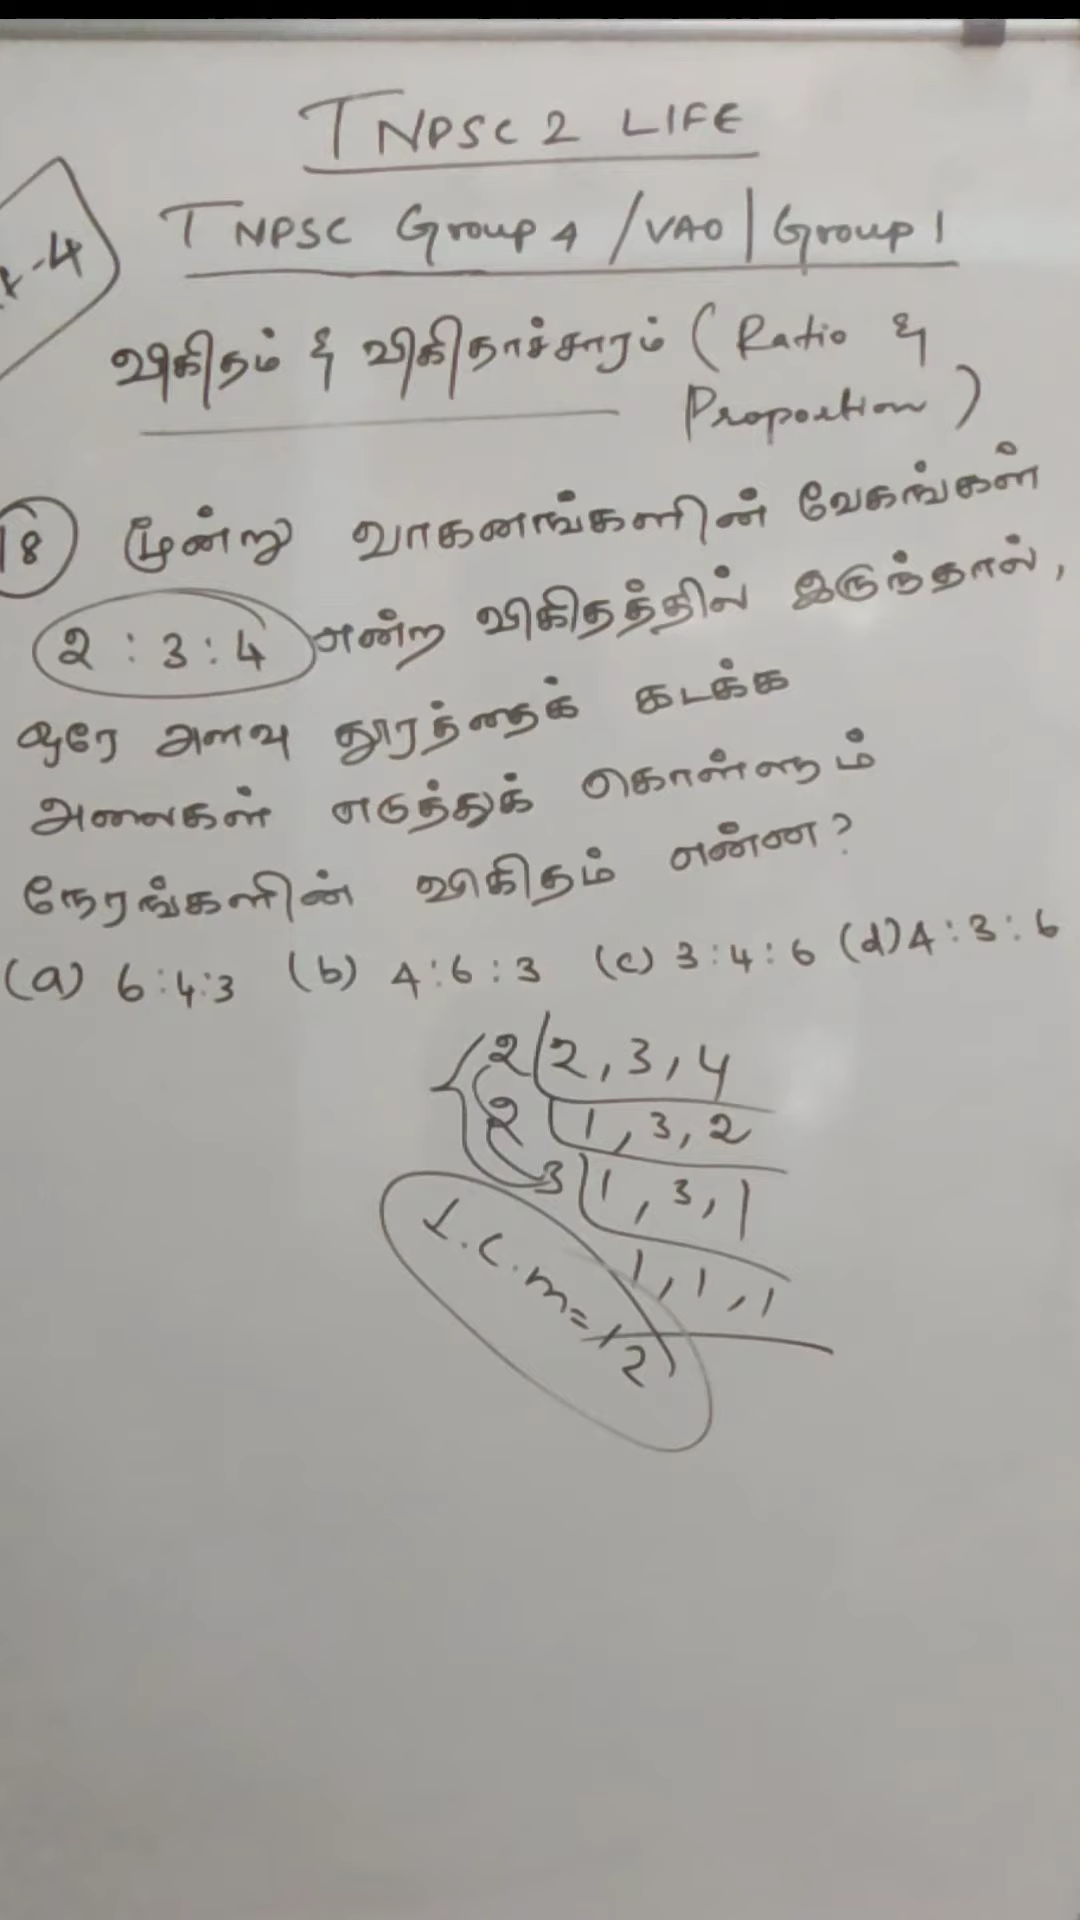 TNPSC 2 LIFE
-4
TNPSC Group 4 / VAO | Group 1
விகிதம் & விகிதாச்சாரம் ( Ratio &
Proportion )
18 மூன்று வாகனங்களின் வேகங்கள்
2 : 3 : 4 என்ற விகிதத்தில் இருந்தால்,
ஒரே அளவு தூரத்தைக் கடக்க
அவைகள் எடுத்துக் கொள்ளும்
நேரங்களின் விகிதம் என்ன?
(a) 6:4:3 (b) 4:6:3 (c) 3:4:6 (d) 4:3:6
2 2, 3, 4
2 1, 3, 2
3 1, 3, 1
1, 1, 1
L.C.m = 12